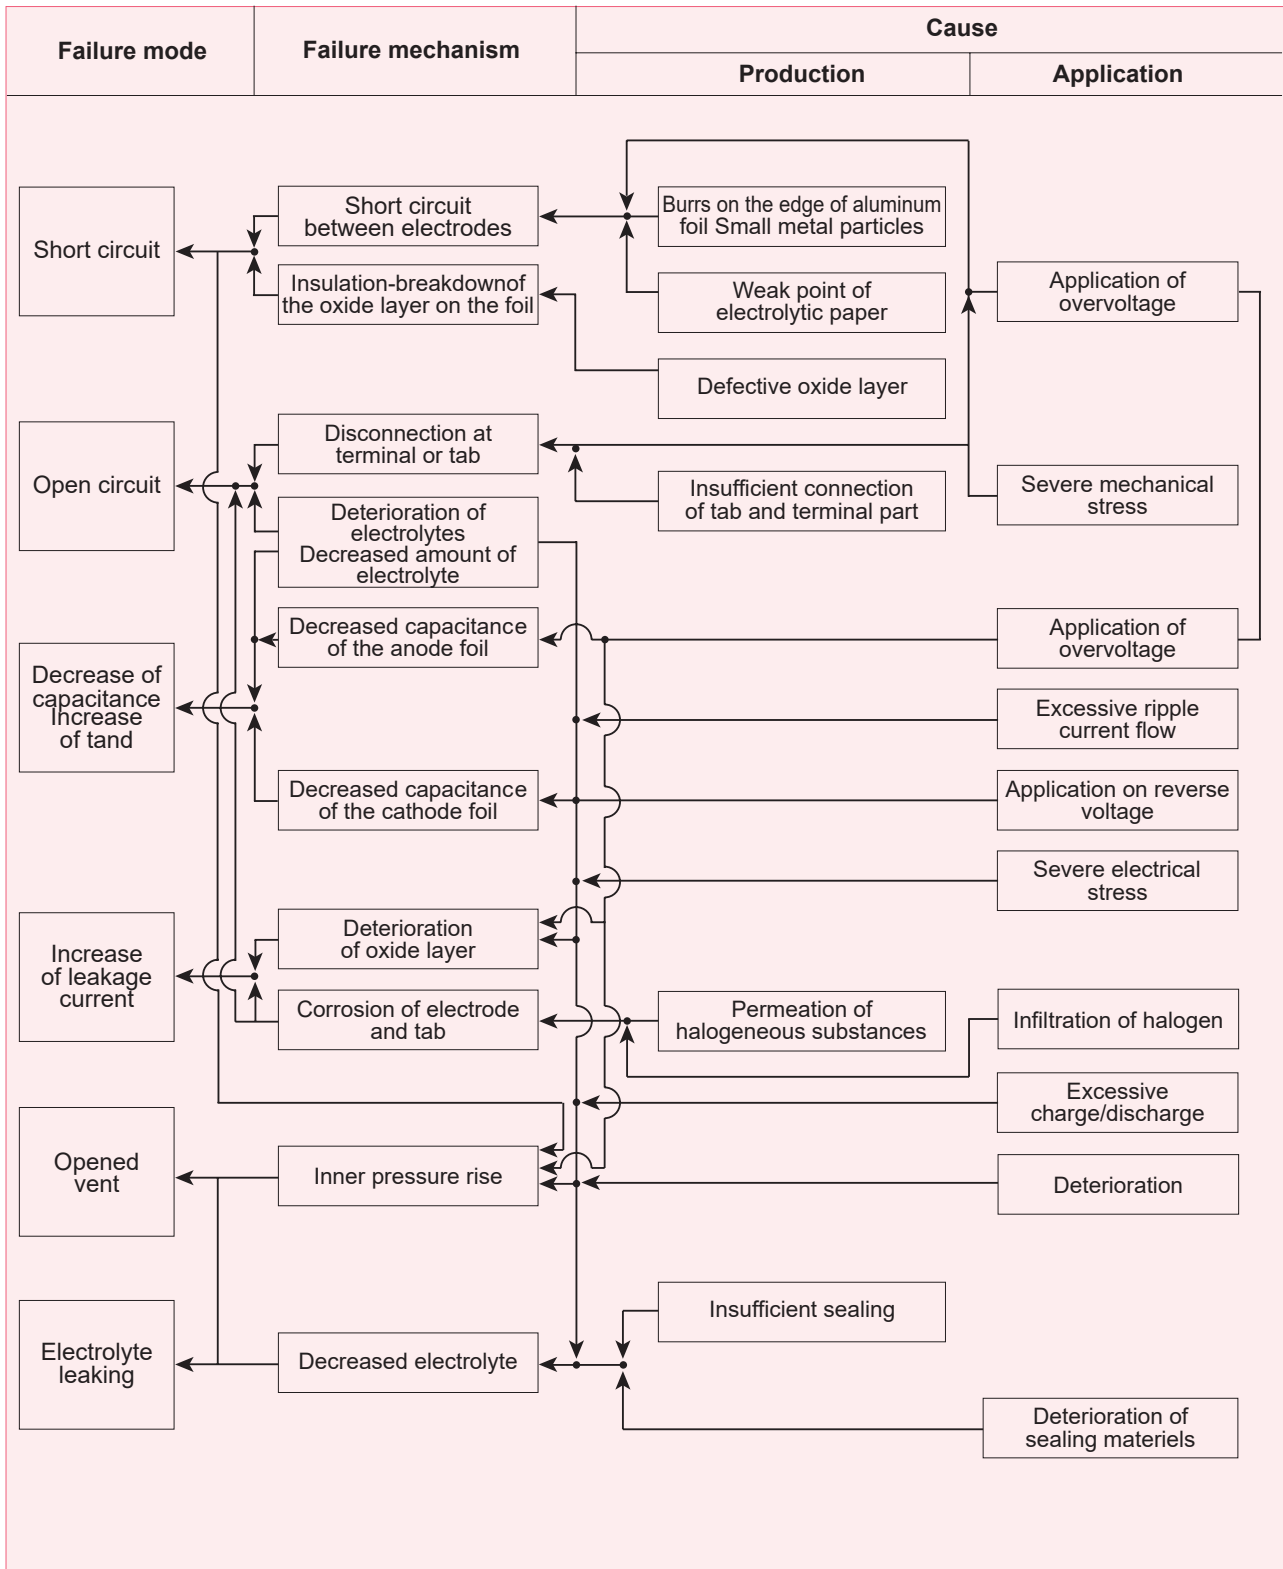 Failure mode
Failure mechanism
Cause
Production
Application
Short circuit
Short circuit
between electrodes
Insulation-breakdownof
the oxide layer on the foil
Burrs on the edge of aluminum
foil Small metal particles
Weak point of
electrolytic paper
Defective oxide layer
Application of
overvoltage
Open circuit
Disconnection at
terminal or tab
Deterioration of
electrolytes
Decreased amount of
electrolyte
Insufficient connection
of tab and terminal part
Severe mechanical
stress
Decrease of
capacitance
Increase
of tand
Decreased capacitance
of the anode foil
Decreased capacitance
of the cathode foil
Application of
overvoltage
Excessive ripple
current flow
Application on reverse
voltage
Severe electrical
stress
Increase
of leakage
current
Deterioration
of oxide layer
Corrosion of electrode
and tab
Permeation of
halogeneous substances
Infiltration of halogen
Excessive
charge/discharge
Opened
vent
Inner pressure rise
Deterioration
Electrolyte
leaking
Decreased electrolyte
Insufficient sealing
Deterioration of
sealing materiels